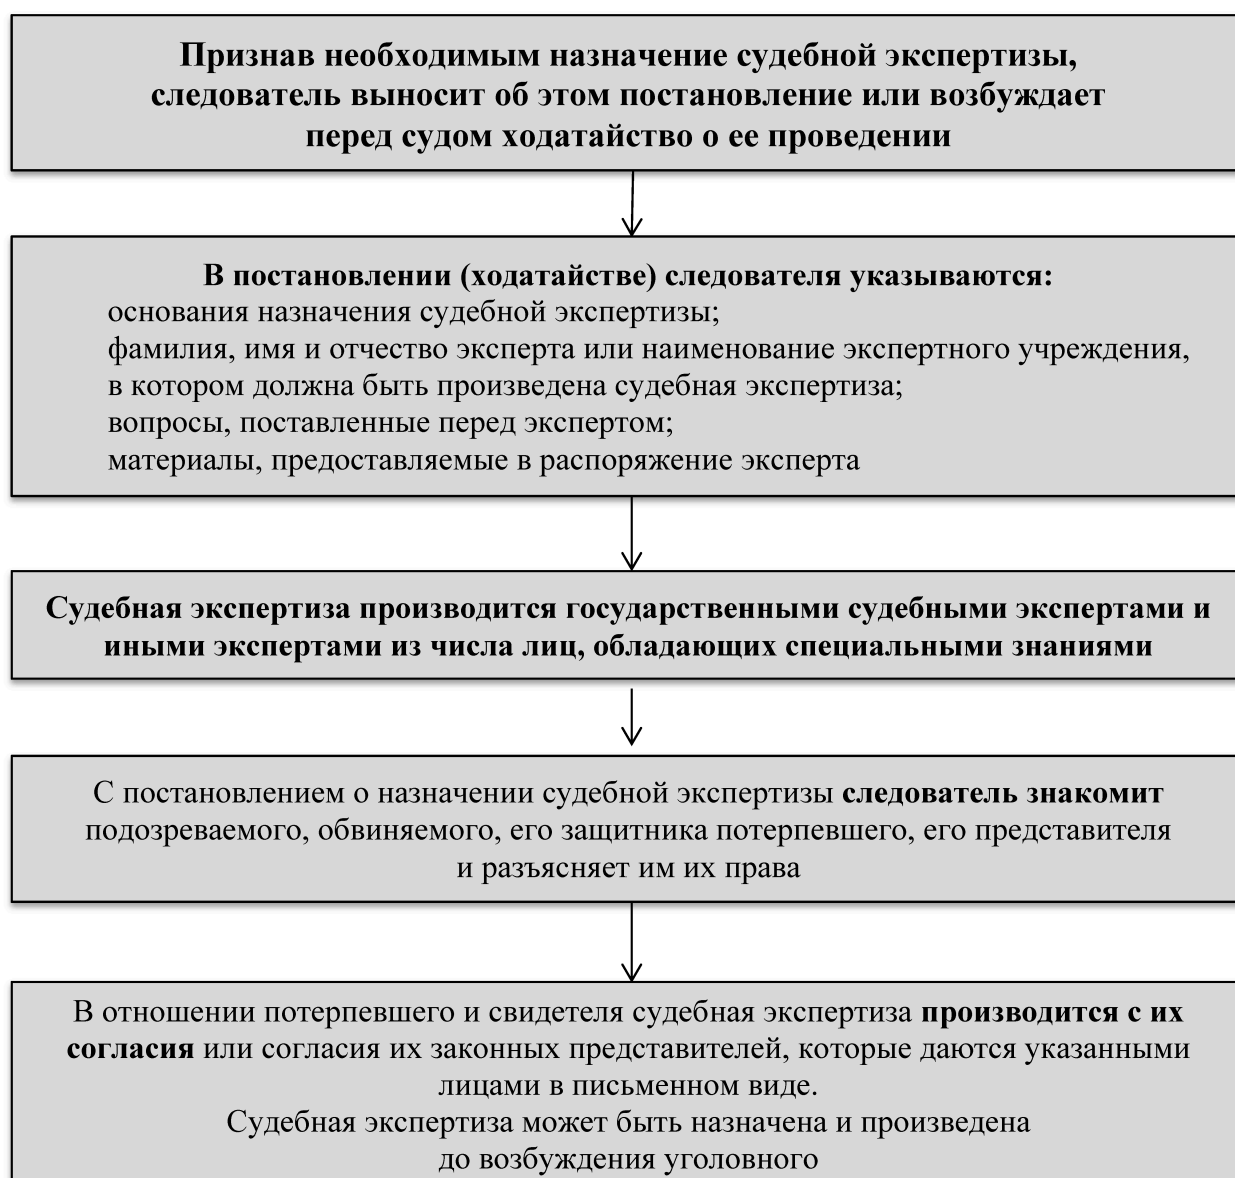 Признав необходимым назначение судебной экспертизы,
следователь выносит об этом постановление или возбуждает
перед судом ходатайство о ее проведении
В постановлении (ходатайстве) следователя указываются:
основания назначения судебной экспертизы;
фамилия, имя и отчество эксперта или наименование экспертного учреждения,
в котором должна быть произведена судебная экспертиза;
вопросы, поставленные перед экспертом;
материалы, предоставляемые в распоряжение эксперта
Судебная экспертиза производится государственными судебными экспертами и
иными экспертами из числа лиц, обладающих специальными знаниями
С постановлением о назначении судебной экспертизы следователь знакомит
подозреваемого, обвиняемого, его защитника потерпевшего, его представителя
и разъясняет им их права
В отношении потерпевшего и свидетеля судебная экспертиза производится с их
согласия или согласия их законных представителей, которые даются указанными
лицами в письменном виде.
Судебная экспертиза может быть назначена и произведена
до возбуждения уголовного